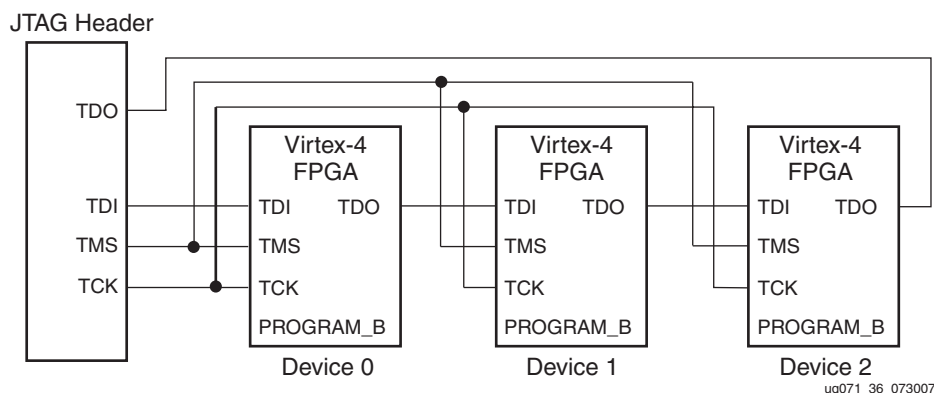 JTAG Header
TDO
TDI
TMS
TCK
Virtex-4
FPGA
TDI TDO
TMS
TCK
PROGRAM_B
Device 0
Virtex-4
FPGA
TDI TDO
TMS
TCK
PROGRAM_B
Device 1
Virtex-4
FPGA
TDI TDO
TMS
TCK
PROGRAM_B
Device 2
ug071_36_073007